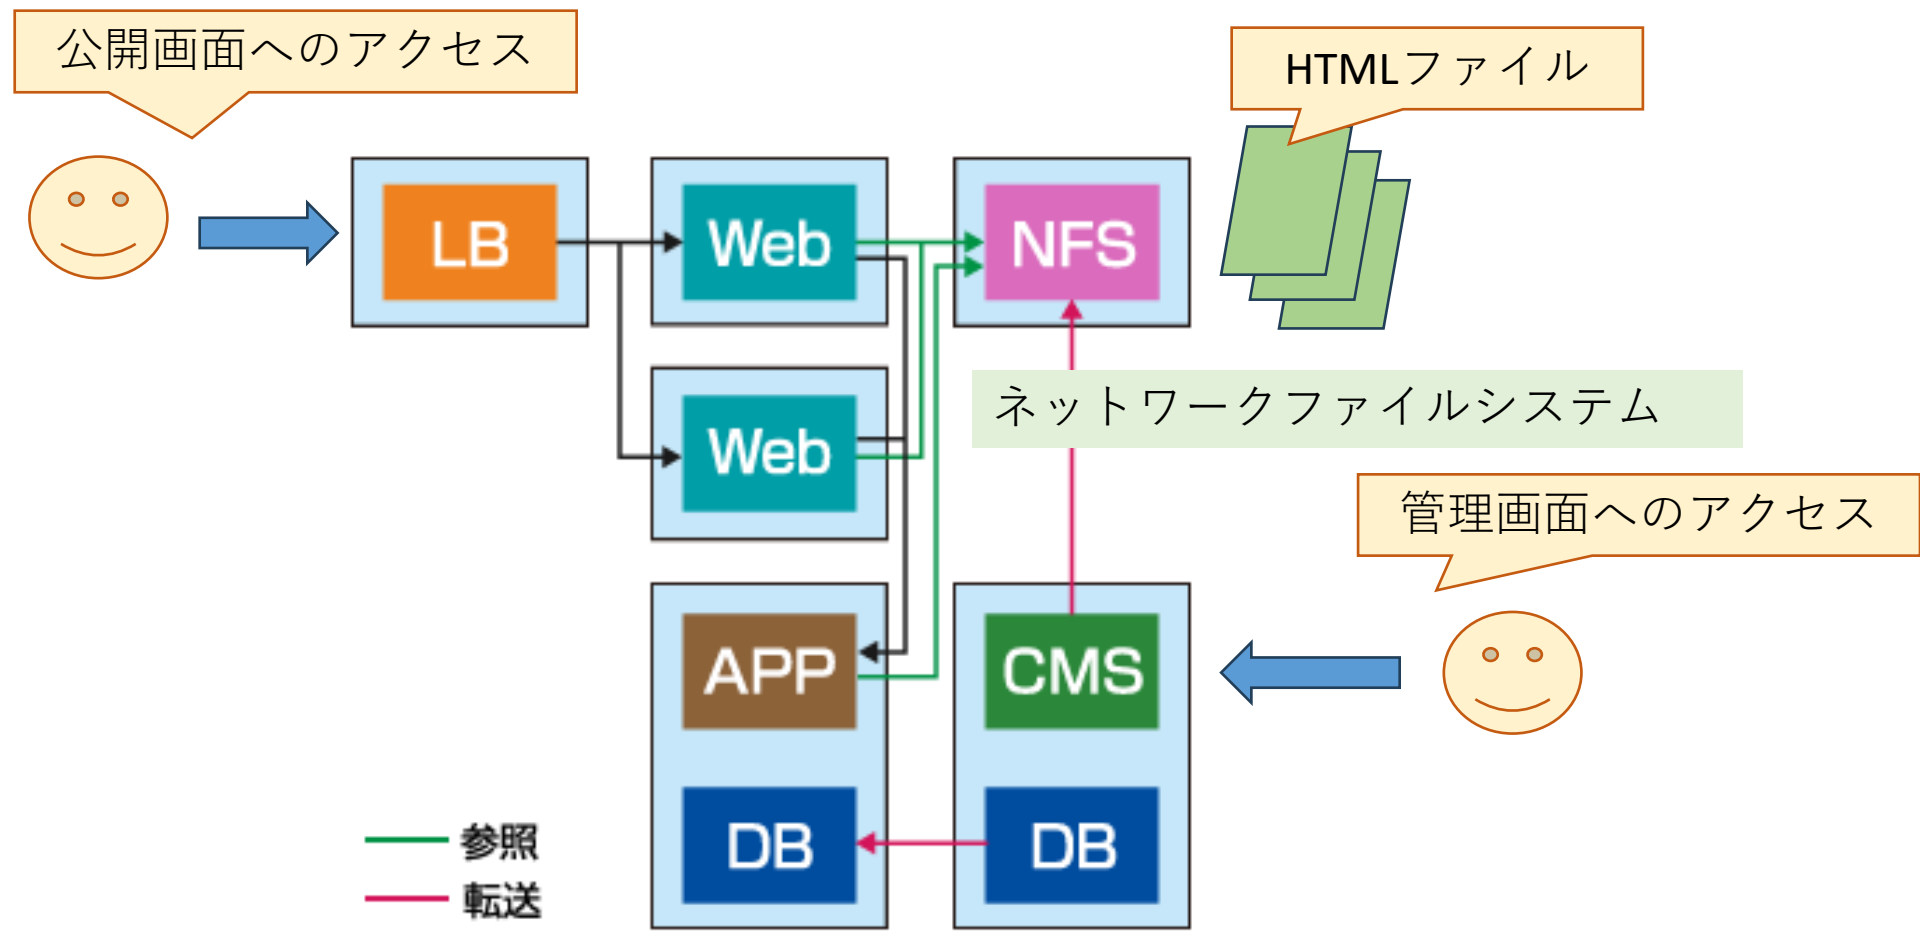 公開画面へのアクセス
HTMLファイル
LB
Web
NFS
Web
ネットワークファイルシステム
管理画面へのアクセス
APP
CMS
DB
DB
参照
転送